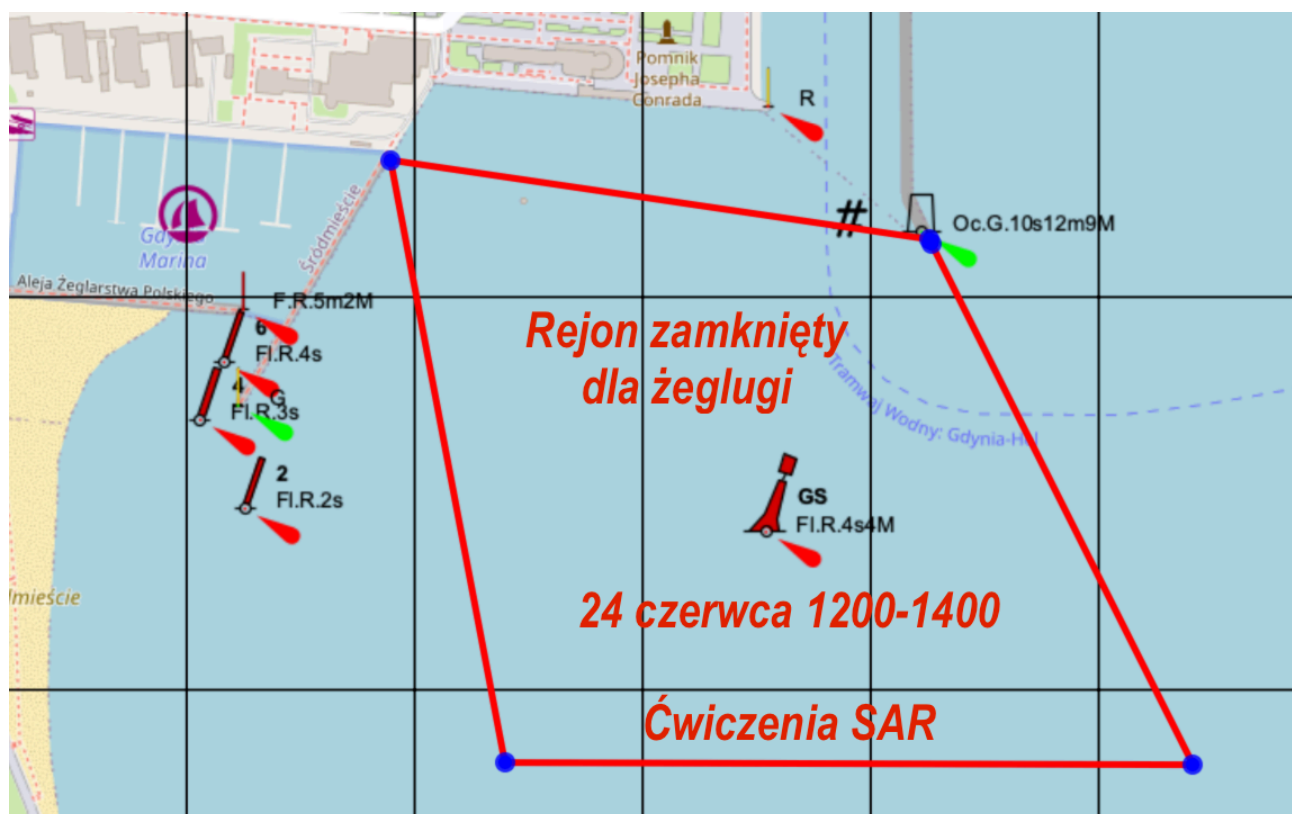 Pomnik
Josepha
Conrada
R
Oc.G.10s12m9M
#
Śródmieście
Gdynia
Marina
Aleja Żeglarstwa Polskiego
F.R.5m2M
6
Fl.R.4s
4
G
Fl.R.3s
2
Fl.R.2s
Rejon zamknięty
dla żeglugi
Tramwaj Wodny: Gdynia-Hel
GS
Fl.R.4s4M
24 czerwca 1200-1400
mieście
Ćwiczenia SAR